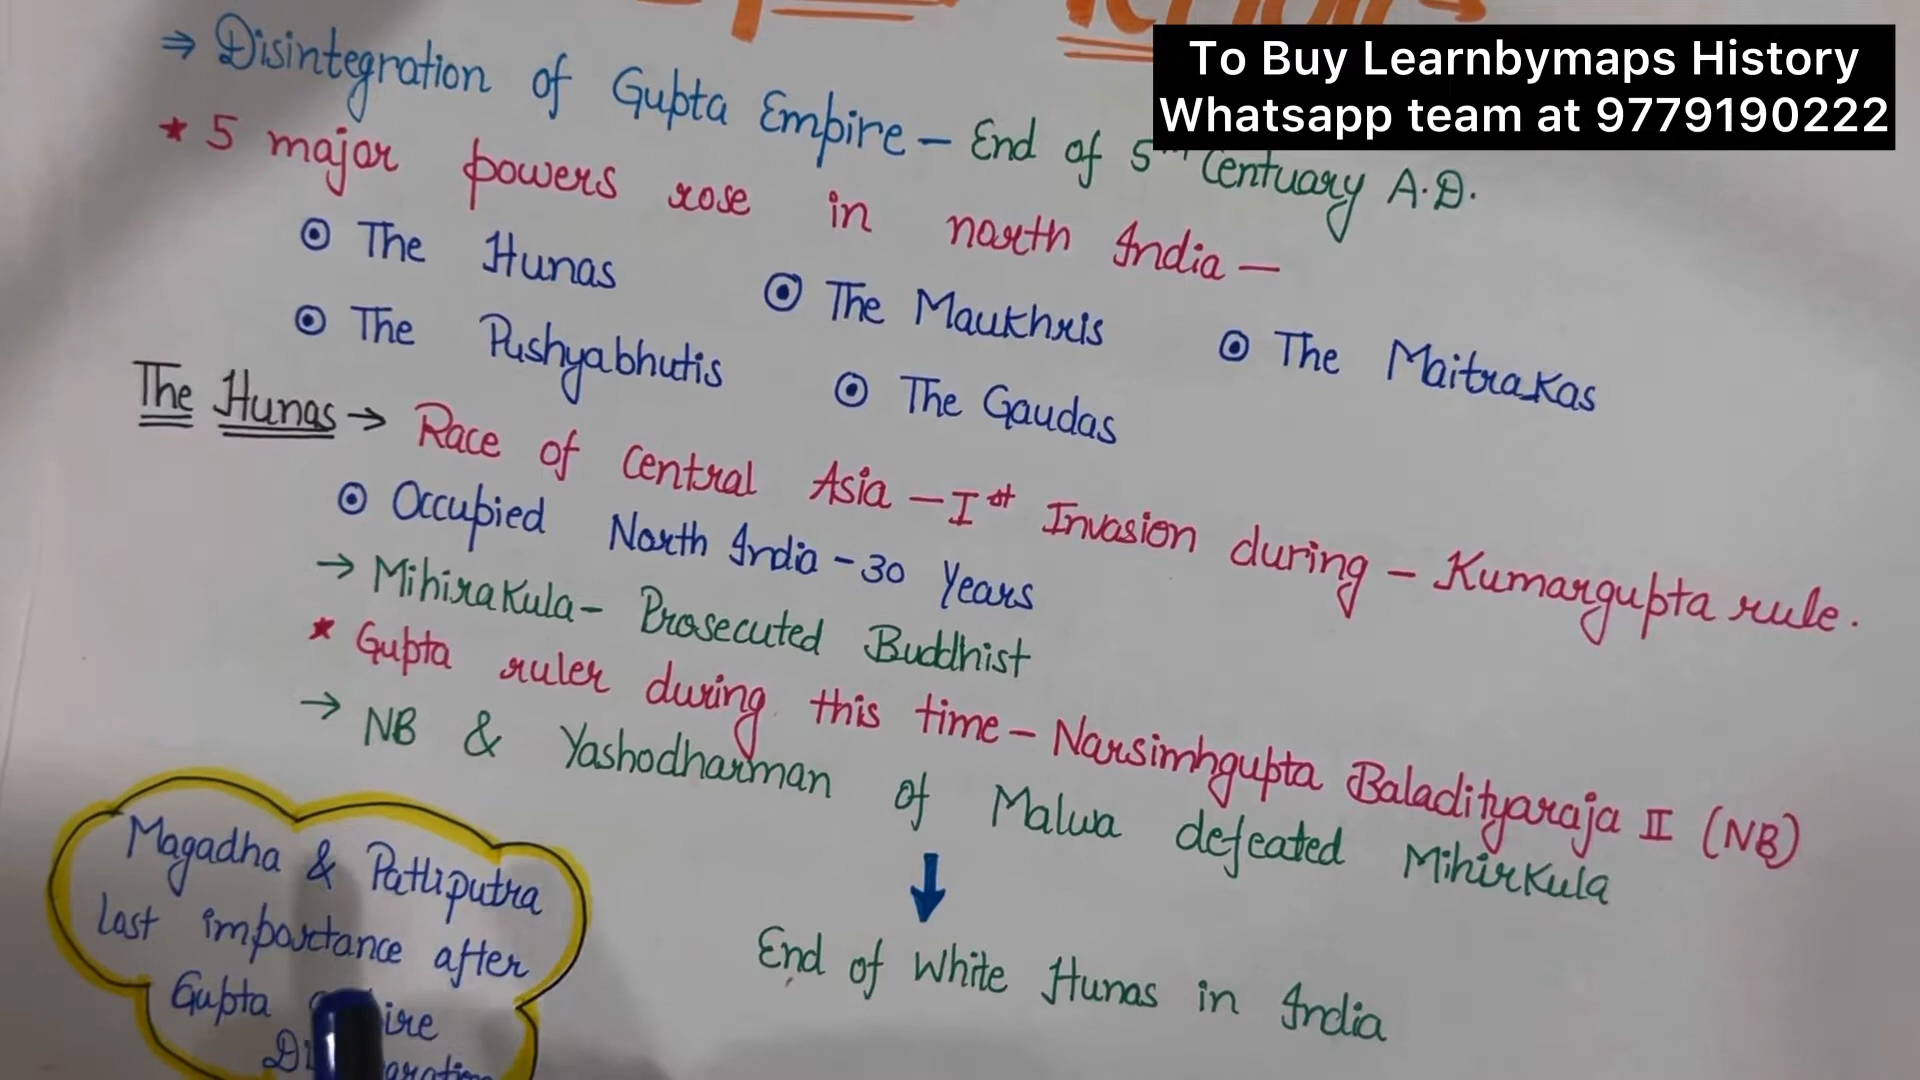 To Buy Learnbymaps History
Whatsapp team at 9779190222
⇒ Disintegration of Gupta Empire – End of 5th Centuary A.D.
* 5 major powers rose in north India –
⊙ The Hunas ⊙ The Maukhris ⊙ The Maitrakas
⊙ The Pushyabhutis ⊙ The Gaudas
The Hunas → Race of Central Asia – Ist Invasion during – Kumargupta rule.
⊙ Occupied North India – 30 Years
→ Mihirakula – Prosecuted Buddhist
* Gupta ruler during this time – Narsimhgupta Baladityaraja II (NB)
→ NB & Yashodharman of Malwa defeated Mihirkula
End of White Hunas in India
Magadha & Patliputra
lost importance after
Gupta